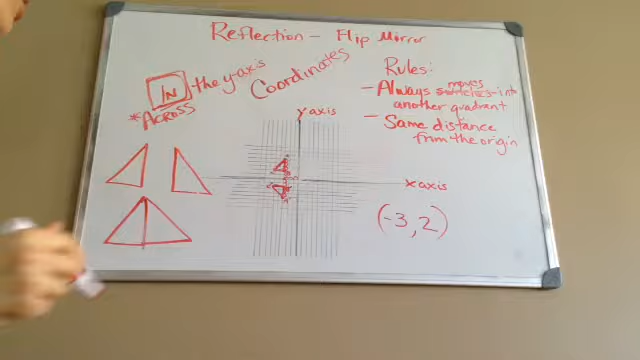 Reflection - Flip Mirror
IN the y-axis
*Across
Coordinates
Rules:
- Always moves into
another quadrant
- Same distance
from the origin
y axis
x axis
(-3, 2)